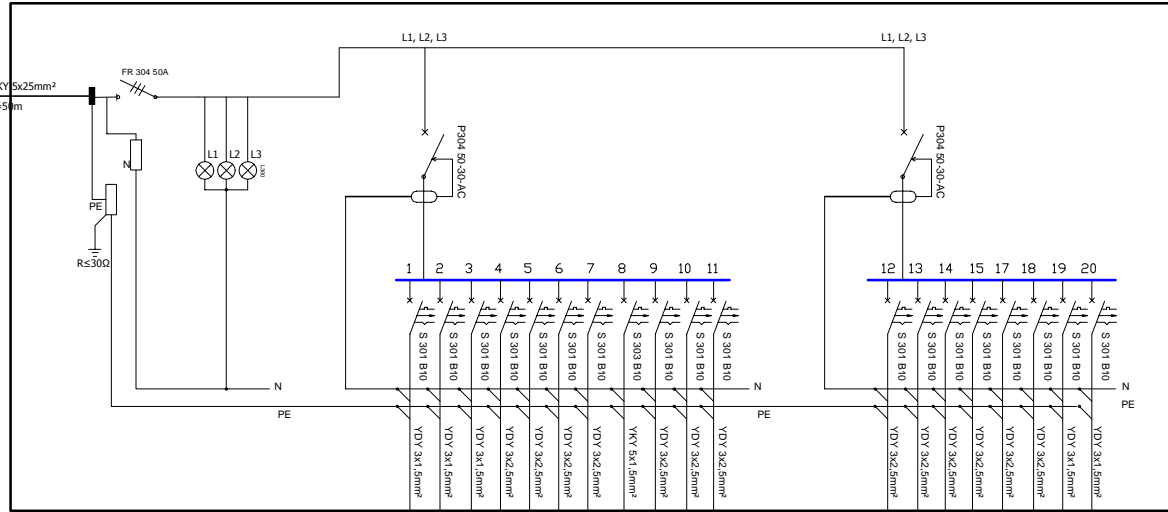 L1, L2, L3
L1, L2, L3
FR 304 50A
KY 5x25mm²
=50m
N
PE
R≤30Ω
L1 L2 L3
L300
P304 50-30-AC
P304 50-30-AC
1 2 3 4 5 6 7 8 9 10 11
12 13 14 15 17 18 19 20
S 301 B10
S 301 B10
S 301 B10
S 301 B10
S 301 B10
S 301 B10
S 301 B10
S 303 B10
S 301 B10
S 301 B10
S 301 B10
S 301 B10
S 301 B10
S 301 B10
S 301 B10
S 301 B10
S 301 B10
S 301 B10
S 301 B10
N
PE
N
PE
N
PE
YDY 3x1,5mm²
YDY 3x1,5mm²
YDY 3x1,5mm²
YDY 3x2,5mm²
YDY 3x2,5mm²
YDY 3x2,5mm²
YDY 3x2,5mm²
YKY 5x1,5mm²
YDY 3x2,5mm²
YDY 3x2,5mm²
YDY 3x2,5mm²
YDY 3x2,5mm²
YDY 3x2,5mm²
YDY 3x2,5mm²
YDY 3x2,5mm²
YDY 3x2,5mm²
YDY 3x2,5mm²
YDY 3x2,5mm²
YDY 3x1,5mm²